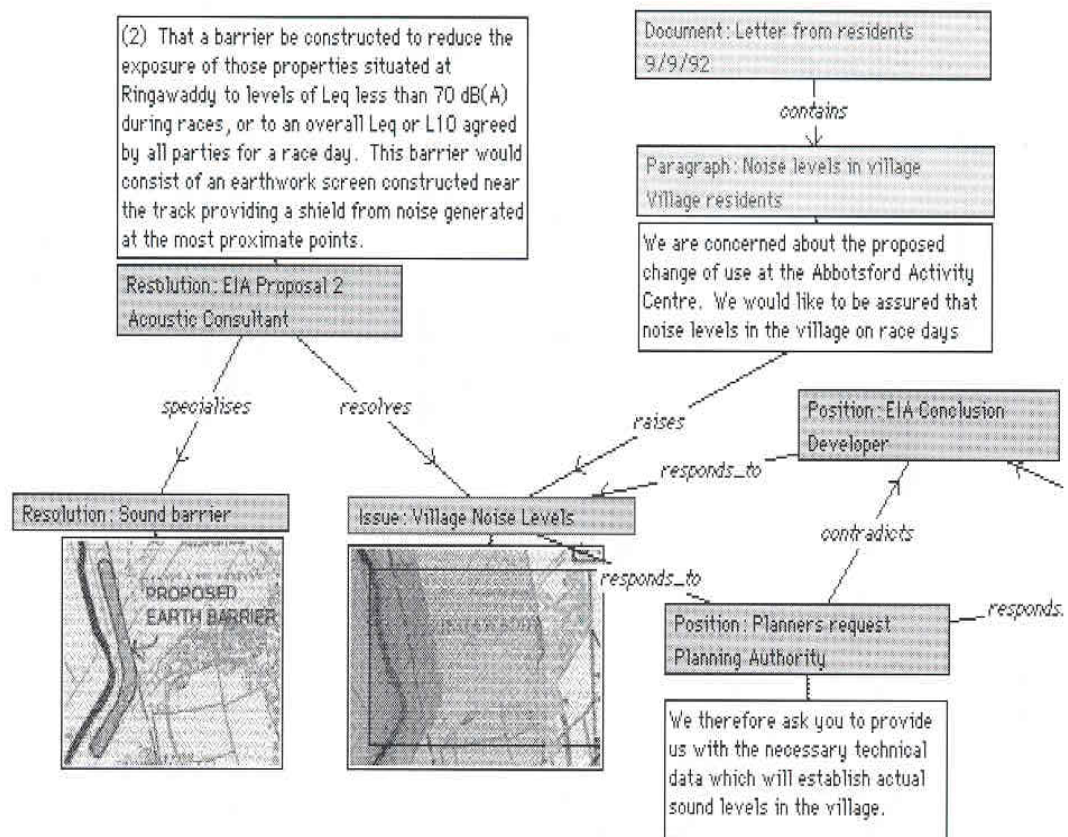 (2) That a barrier be constructed to reduce the
exposure of those properties situated at
Ringawaddy to levels of Leq less than 70 dB(A)
during races, or to an overall Leq or L10 agreed
by all parties for a race day. This barrier would
consist of an earthwork screen constructed near
the track providing a shield from noise generated
at the most proximate points.
Resolution: EIA Proposal 2
Acoustic Consultant
Document: Letter from residents
9/9/92
contains
Paragraph: Noise levels in village
Village residents
We are concerned about the proposed
change of use at the Abbotsford Activity
Centre. We would like to be assured that
noise levels in the village on race days
specialises
resolves
raises
Position: EIA Conclusion
Developer
responds_to
Resolution: Sound barrier
Issue: Village Noise Levels
contradicts
PROPOSED
EARTH BARRIER
responds_to
Position: Planners request
Planning Authority
responds.
We therefore ask you to provide
us with the necessary technical
data which will establish actual
sound levels in the village.